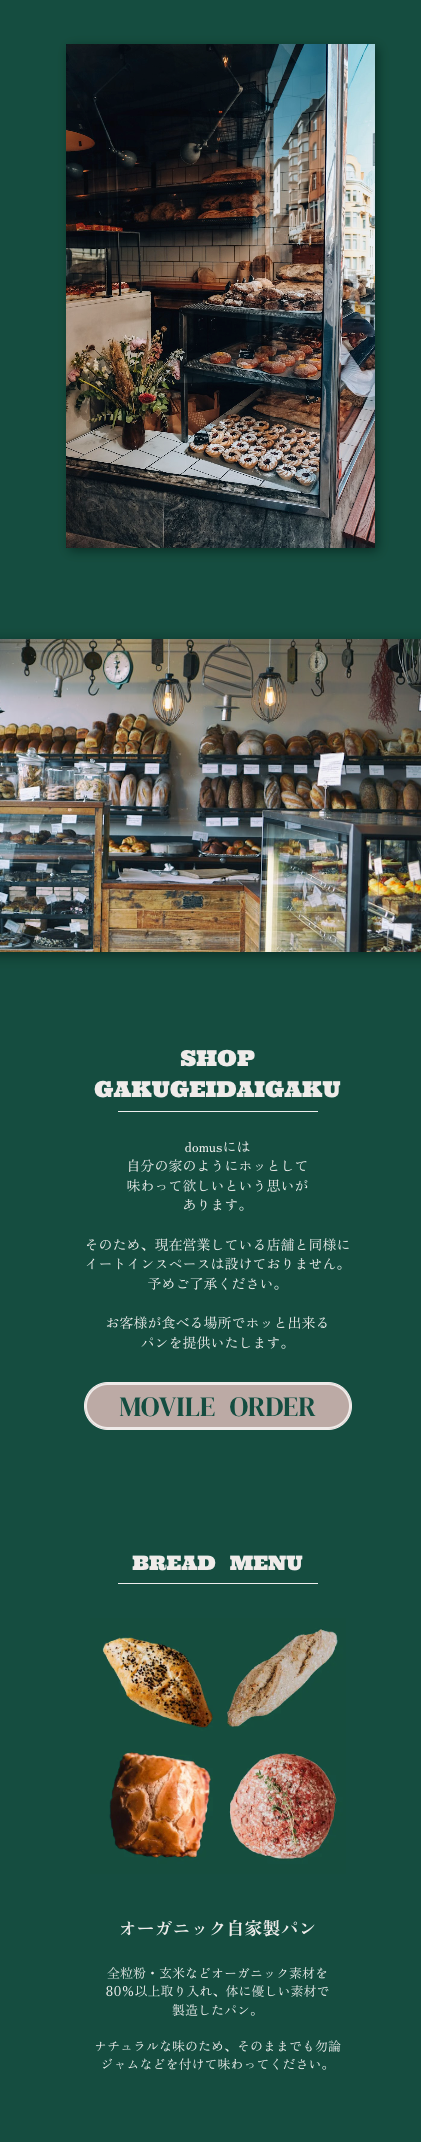 SHOP
GAKUGEIDAIGAKU
domusには
自分の家のようにホッとして
味わって欲しいという思いが
あります。
そのため、現在営業している店舗と同様に
イートインスペースは設けておりません。
予めご了承ください。
お客様が食べる場所でホッと出来る
パンを提供いたします。
MOVILE ORDER
BREAD MENU
オーガニック自家製パン
全粒粉・玄米などオーガニック素材を
80%以上取り入れ、体に優しい素材で
製造したパン。
ナチュラルな味のため、そのままでも勿論
ジャムなどを付けて味わってください。